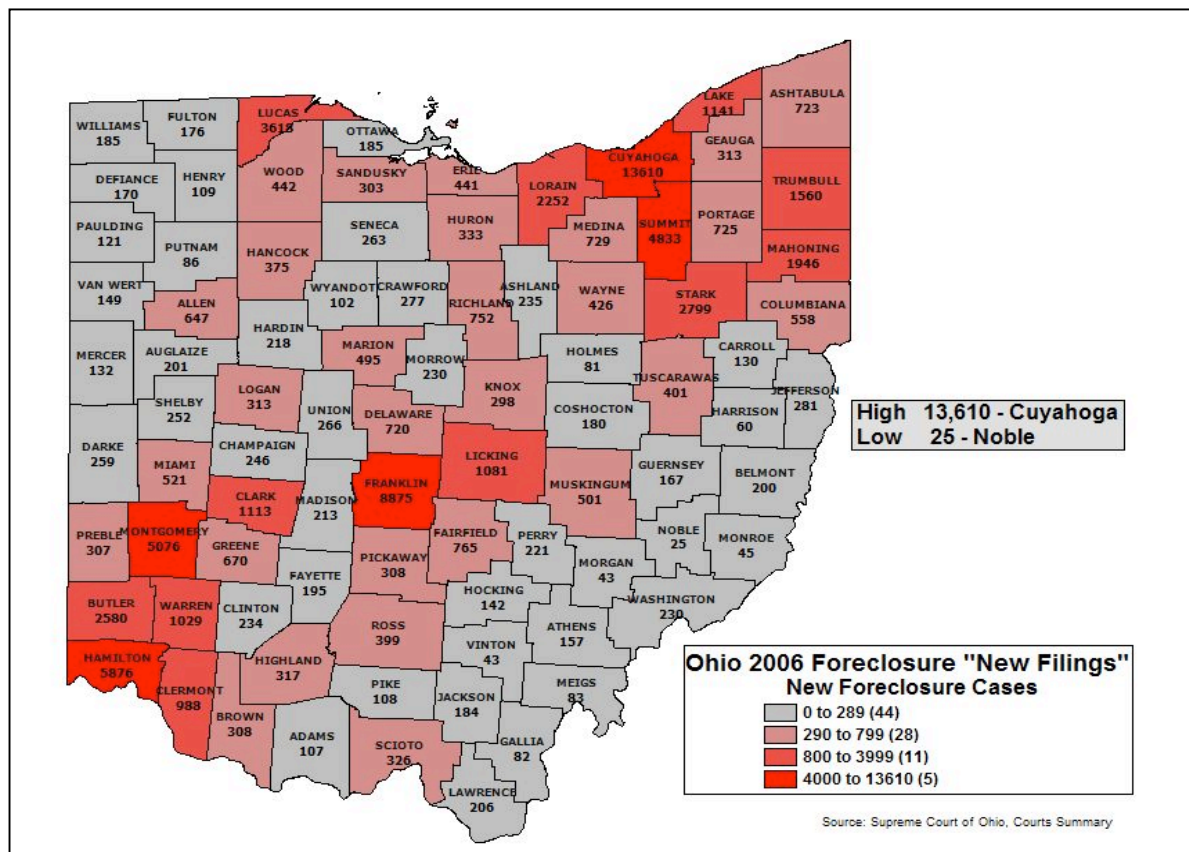 LAKE
1141
ASHTABULA
723
FULTON
176
LUCAS
3618
WILLIAMS
185
OTTAWA
185
GEAUGA
313
CUYAHOGA
13610
DEFIANCE
170
HENRY
109
WOOD
442
SANDUSKY
303
ERIE
441
LORAIN
2252
TRUMBULL
1560
PAULDING
121
SENECA
263
HURON
333
MEDINA
729
SUMMIT
4833
PORTAGE
725
PUTNAM
86
HANCOCK
375
MAHONING
1946
VAN WERT
149
WYANDOT
102
CRAWFORD
277
RICHLAND
752
ASHLAND
235
WAYNE
426
STARK
2799
COLUMBIANA
558
ALLEN
647
HARDIN
218
MERCER
132
AUGLAIZE
201
MARION
495
MORROW
230
HOLMES
81
CARROLL
130
TUSCARAWAS
401
JEFFERSON
281
LOGAN
313
KNOX
298
SHELBY
252
UNION
266
DELAWARE
720
COSHOCTON
180
HARRISON
60
High 13,610 - Cuyahoga
Low 25 - Noble
DARKE
259
CHAMPAIGN
246
LICKING
1081
GUERNSEY
167
BELMONT
200
MIAMI
521
FRANKLIN
8875
MUSKINGUM
501
CLARK
1113
MADISON
213
PREBLE
307
MONTGOMERY
5076
GREENE
670
FAIRFIELD
765
PERRY
221
NOBLE
25
MONROE
45
PICKAWAY
308
MORGAN
43
FAYETTE
195
HOCKING
142
WASHINGTON
230
BUTLER
2580
WARREN
1029
CLINTON
234
ROSS
399
ATHENS
157
VINTON
43
HAMILTON
5876
HIGHLAND
317
CLERMONT
988
PIKE
108
JACKSON
184
MEIGS
83
BROWN
308
ADAMS
107
SCIOTO
326
GALLIA
82
LAWRENCE
206
Ohio 2006 Foreclosure "New Filings"
New Foreclosure Cases
0 to 289 (44)
290 to 799 (28)
800 to 3999 (11)
4000 to 13610 (5)
Source: Supreme Court of Ohio, Courts Summary